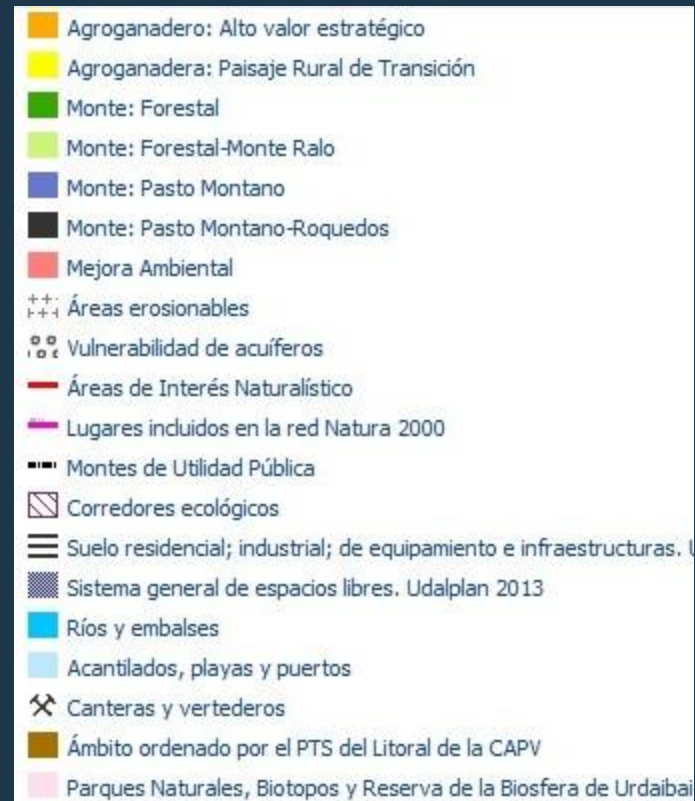 Agroganadero: Alto valor estratégico
Agroganadera: Paisaje Rural de Transición
Monte: Forestal
Monte: Forestal-Monte Ralo
Monte: Pasto Montano
Monte: Pasto Montano-Roquedos
Mejora Ambiental
Áreas erosionables
Vulnerabilidad de acuíferos
Áreas de Interés Naturalístico
Lugares incluidos en la red Natura 2000
Montes de Utilidad Pública
Corredores ecológicos
Suelo residencial; industrial; de equipamiento e infraestructuras.
Sistema general de espacios libres. Udalplan 2013
Ríos y embalses
Acantilados, playas y puertos
Canteras y vertederos
Ámbito ordenado por el PTS del Litoral de la CAPV
Parques Naturales, Biotopos y Reserva de la Biosfera de Urdaibai